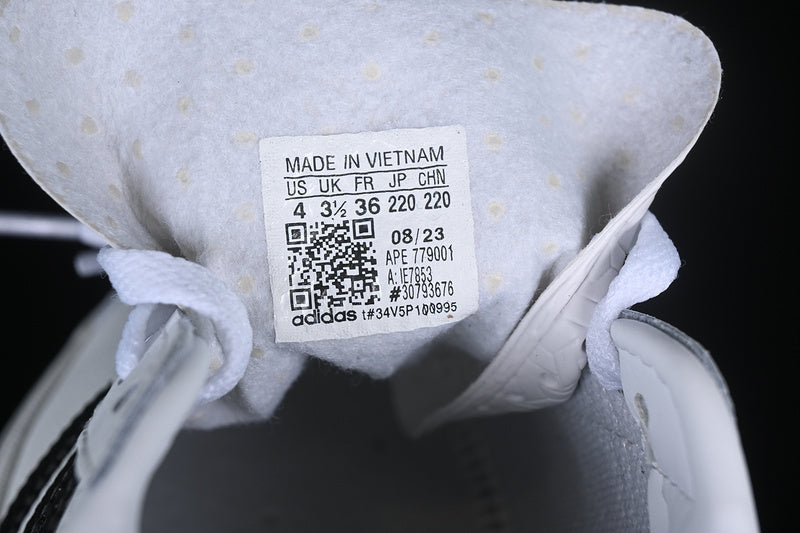 MADE IN VIETNAM
US UK FR JP CHN
4 3½ 36 220 220
08/23
APE 779001
A: IE7853
#30793676
adidas t#34V5P100995